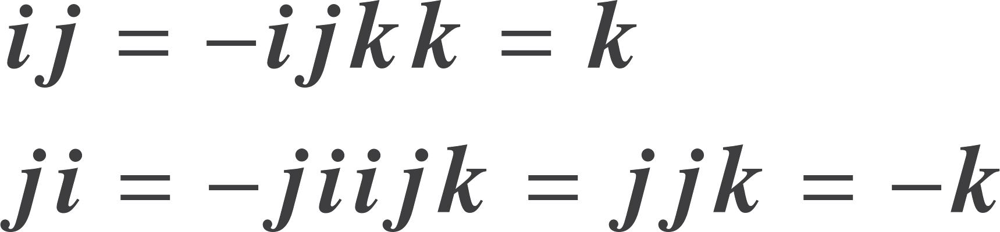 ij = −ijkk = k
ji = −jiijk = jjk = −k